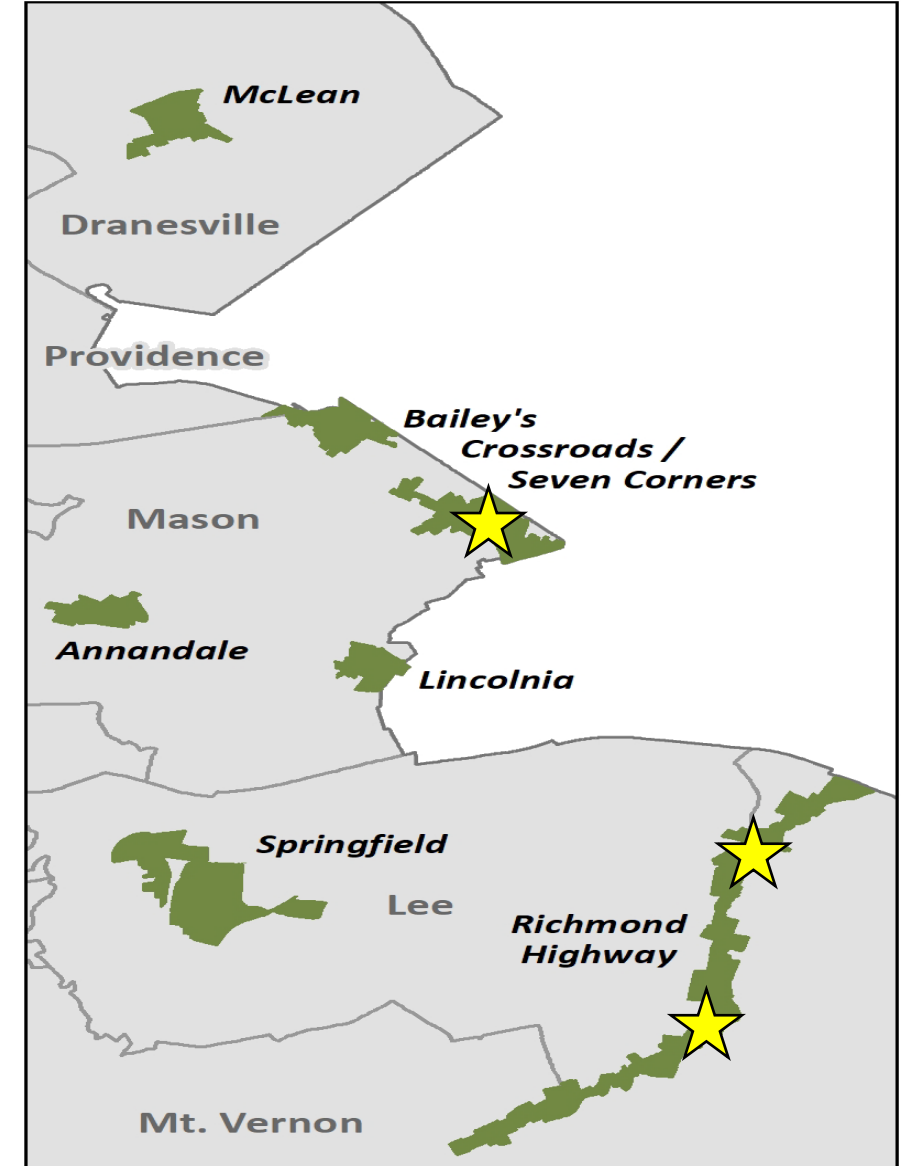 McLean
Dranesville
Providence
Bailey's
Crossroads /
Seven Corners
Mason
Annandale
Lincolnia
Springfield
Lee
Richmond
Highway
Mt. Vernon